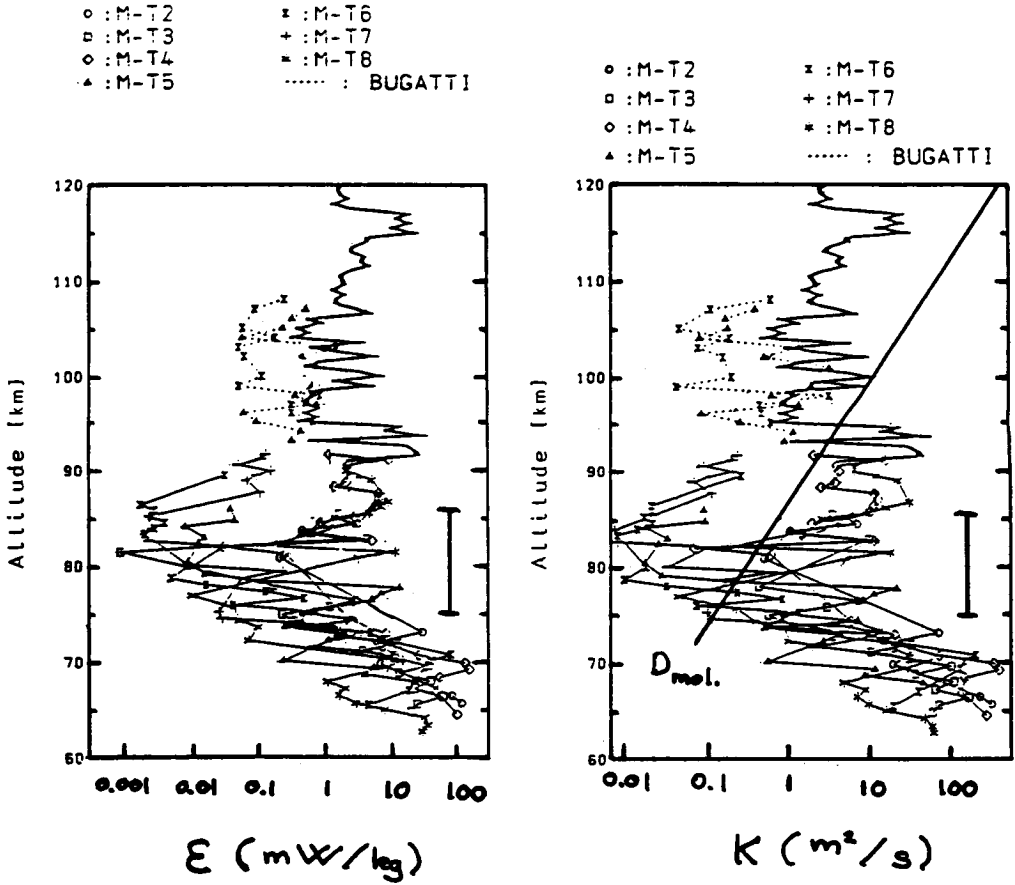 ○ : M-T2
□ : M-T3
◇ : M-T4
▲ : M-T5
⧗ : M-T6
+ : M-T7
* : M-T8
...... : BUGATTI
○ : M-T2
□ : M-T3
◇ : M-T4
▲ : M-T5
⧗ : M-T6
+ : M-T7
* : M-T8
...... : BUGATTI
Altitude [km]
120
110
100
90
80
70
60
0.001 0.01 0.1 1 10 100
ε (mW/kg)
Altitude [km]
120
110
100
90
80
70
60
D mol.
0.01 0.1 1 10 100
K (m²/s)